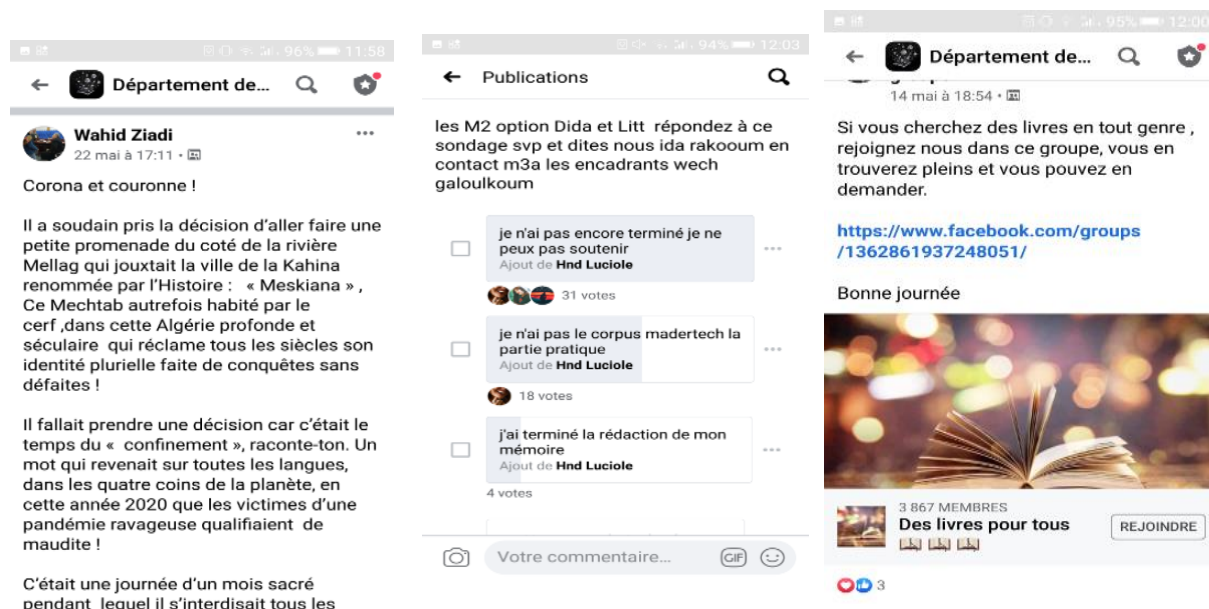 96% 11:58
Département de...
Wahid Ziadi
22 mai à 17:11 •
Corona et couronne !
Il a soudain pris la décision d'aller faire une
petite promenade du coté de la rivière
Mellag qui jouxtait la ville de la Kahina
renommée par l'Histoire : « Meskiana » ,
Ce Mechtab autrefois habité par le
cerf ,dans cette Algérie profonde et
séculaire qui réclame tous les siècles son
identité plurielle faite de conquêtes sans
défaites !
Il fallait prendre une décision car c'était le
temps du « confinement », raconte-ton. Un
mot qui revenait sur toutes les langues,
dans les quatre coins de la planète, en
cette année 2020 que les victimes d'une
pandémie ravageuse qualifiaient de
maudite !
C'était une journée d'un mois sacré
pendant lequel il s'interdisait tous les
94% 12:03
Publications
les M2 option Dida et Litt répondez à ce
sondage svp et dites nous ida rakooum en
contact m3a les encadrants wech
galoulkoum
je n'ai pas encore terminé je ne
peux pas soutenir
Ajout de Hnd Luciole
31 votes
je n'ai pas le corpus madertech la
partie pratique
Ajout de Hnd Luciole
18 votes
j'ai terminé la rédaction de mon
mémoire
Ajout de Hnd Luciole
4 votes
Votre commentaire...
GIF
95% 12:00
Département de...
14 mai à 18:54 •
Si vous cherchez des livres en tout genre ,
rejoignez nous dans ce groupe, vous en
trouverez pleins et vous pouvez en
demander.
https://www.facebook.com/groups
/1362861937248051/
Bonne journée
3 867 MEMBRES
Des livres pour tous
REJOINDRE
3